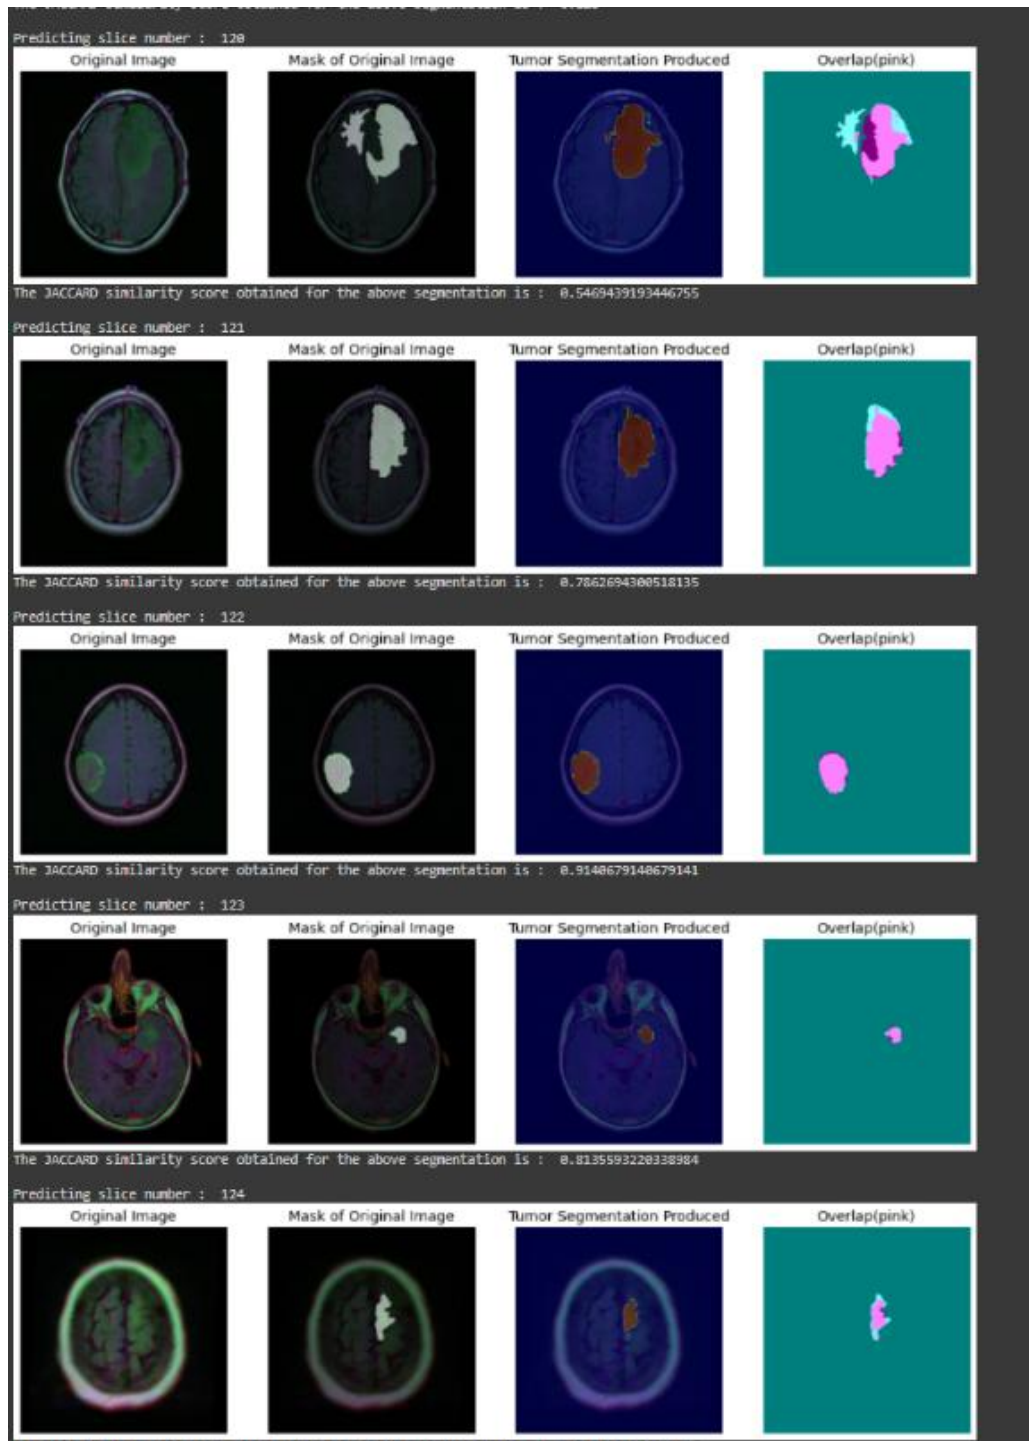 Predicting slice number : 120
Original Image Mask of Original Image Tumor Segmentation Produced Overlap(pink)
The JACCARD similarity score obtained for the above segmentation is : 0.5469439193446755
Predicting slice number : 121
Original Image Mask of Original Image Tumor Segmentation Produced Overlap(pink)
The JACCARD similarity score obtained for the above segmentation is : 0.7862694300518135
Predicting slice number : 122
Original Image Mask of Original Image Tumor Segmentation Produced Overlap(pink)
The JACCARD similarity score obtained for the above segmentation is : 0.9140679140679141
Predicting slice number : 123
Original Image Mask of Original Image Tumor Segmentation Produced Overlap(pink)
The JACCARD similarity score obtained for the above segmentation is : 0.8135593220338984
Predicting slice number : 124
Original Image Mask of Original Image Tumor Segmentation Produced Overlap(pink)